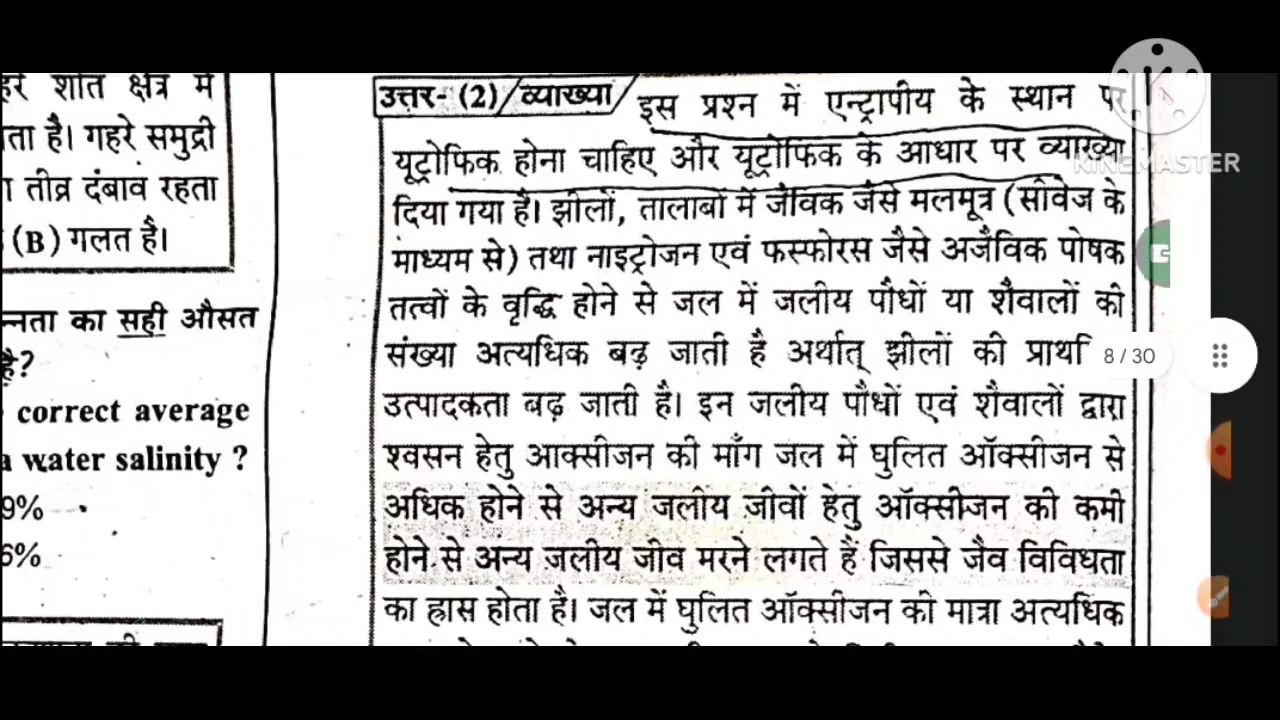 शांत क्षेत्र में
ता है। गहरे समुद्री
तीव्र दंबाव रहता
(B) गलत है।
न्नता का सही औसत
है?
correct average
water salinity ?
9%
6%
उत्तर- (2) व्याख्या इस प्रश्न में एन्ट्रापीय के स्थान पर
यूट्रोफिक होना चाहिए और यूट्रोफिक के आधार पर व्याख्या
दिया गया है। झीलों, तालाबों में जैविक जैसे मलमूत्र (सीवेज के
माध्यम से) तथा नाइट्रोजन एवं फस्फोरस जैसे अजैविक पोषक
तत्वों के वृद्धि होने से जल में जलीय पौधों या शैवालों की
संख्या अत्यधिक बढ़ जाती है अर्थात् झीलों की प्राथ
उत्पादकता बढ़ जाती है। इन जलीय पौधों एवं शैवालों द्वारा
श्वसन हेतु आक्सीजन की माँग जल में घुलित ऑक्सीजन से
अधिक होने से अन्य जलीय जीवों हेतु ऑक्सीजन की कमी
होने से अन्य जलीय जीव मरने लगते हैं जिससे जैव विविधता
का ह्रास होता है। जल में घुलित ऑक्सीजन की मात्रा अत्यधिक
KINEMASTER
8 / 30